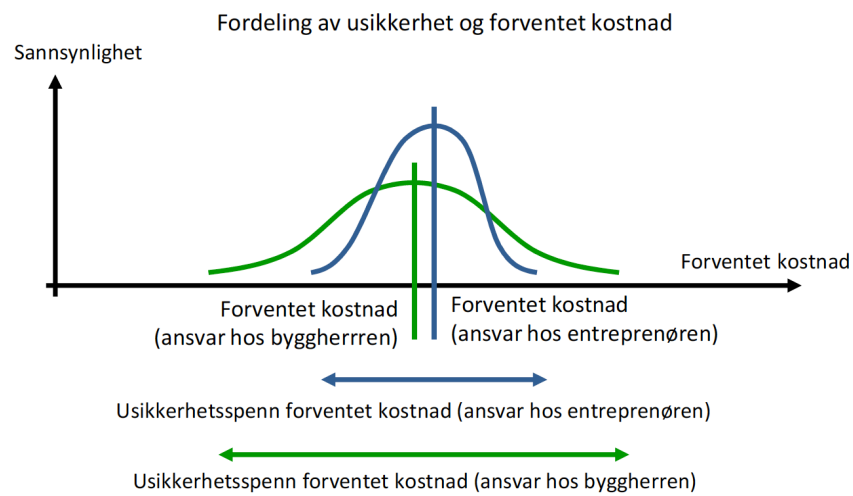 Fordeling av usikkerhet og forventet kostnad
Sannsynlighet
Forventet kostnad
Forventet kostnad
(ansvar hos byggherrren)
Forventet kostnad
(ansvar hos entreprenøren)
Usikkerhetsspenn forventet kostnad (ansvar hos entreprenøren)
Usikkerhetsspenn forventet kostnad (ansvar hos byggherren)